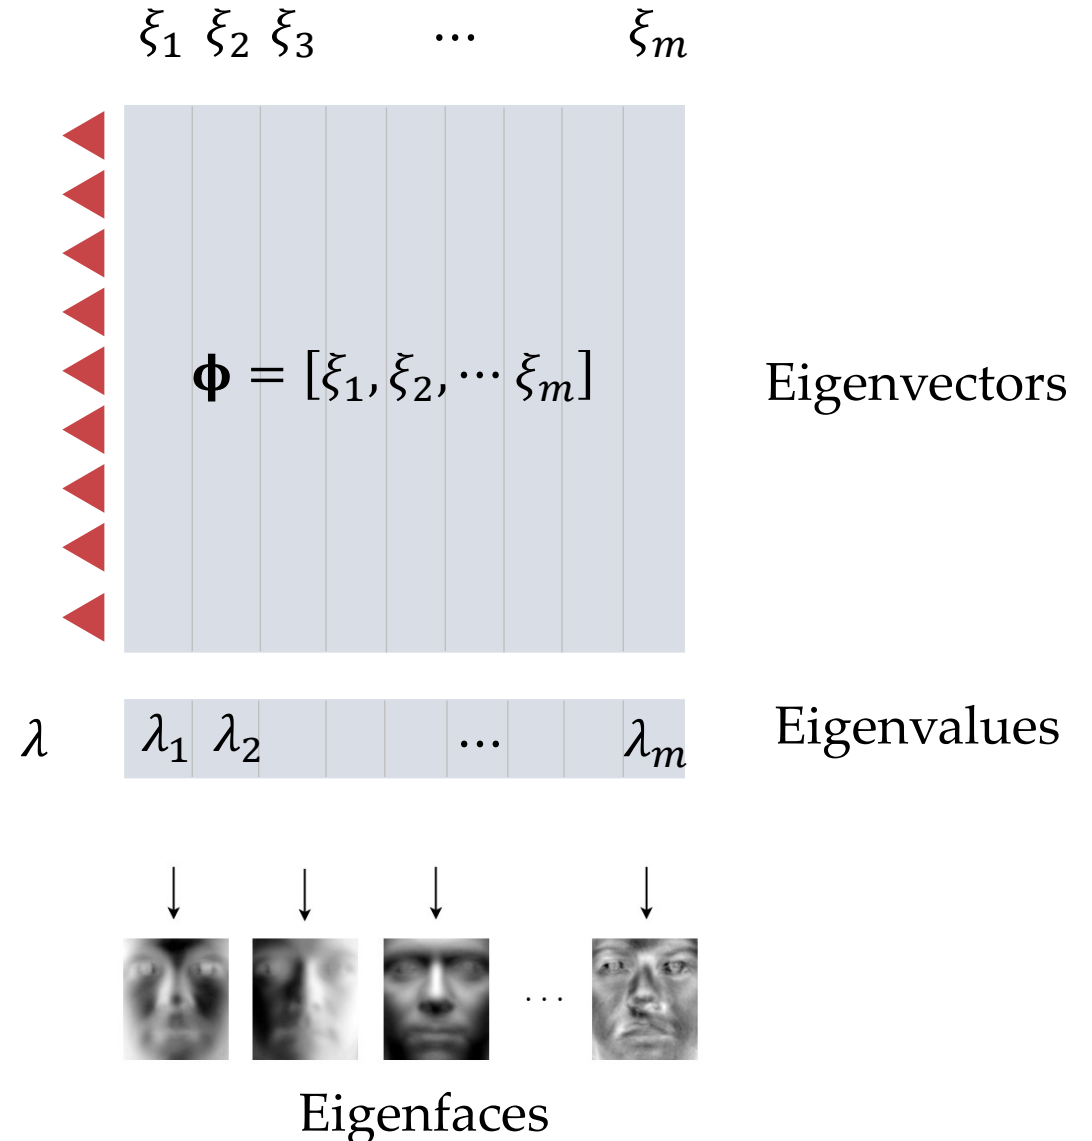 ξ₁ ξ₂ ξ₃ ⋯ ξₘ
𝛟 = [ξ₁, ξ₂, ⋯ ξₘ]
Eigenvectors
λ
λ₁ λ₂ ⋯ λₘ
Eigenvalues
. . .
Eigenfaces